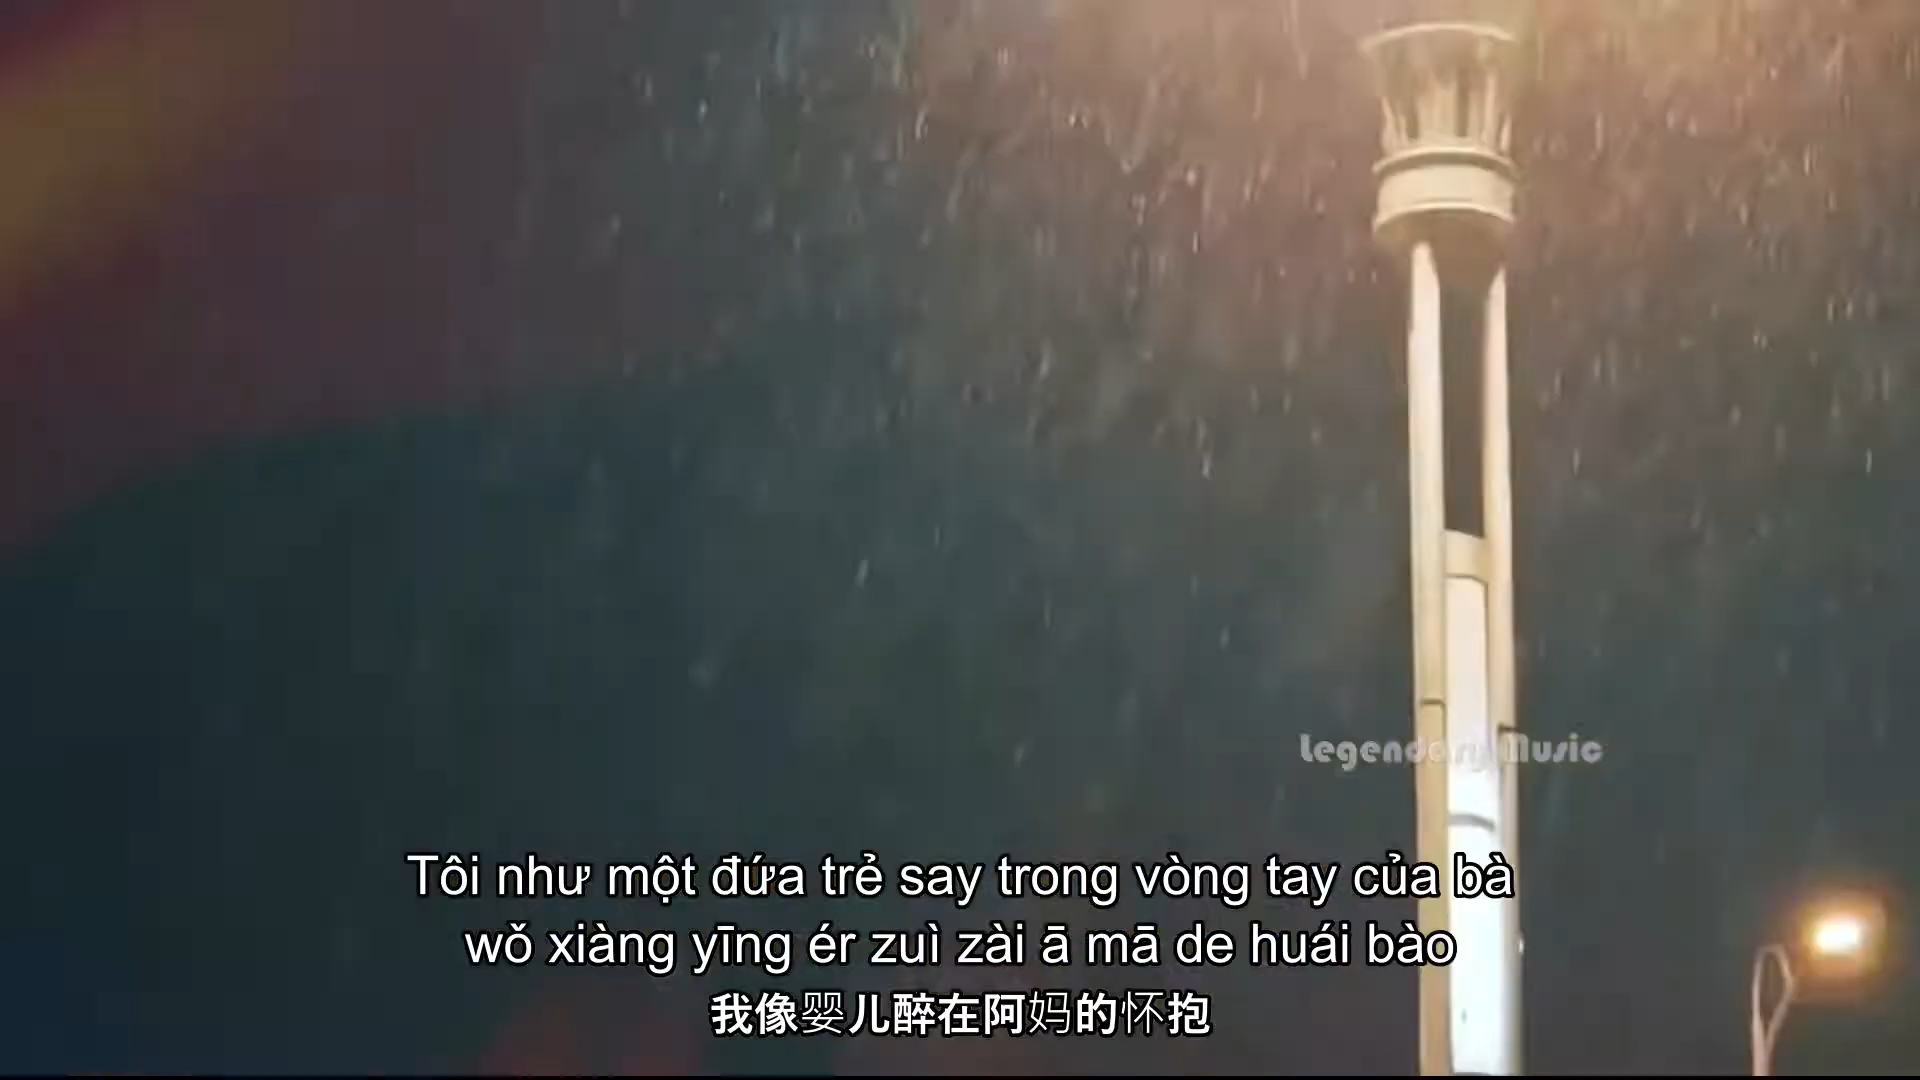 Legendary Music
Tôi như một đứa trẻ say trong vòng tay của bà
wǒ xiàng yīng ér zuì zài ā mā de huái bào
我像婴儿醉在阿妈的怀抱